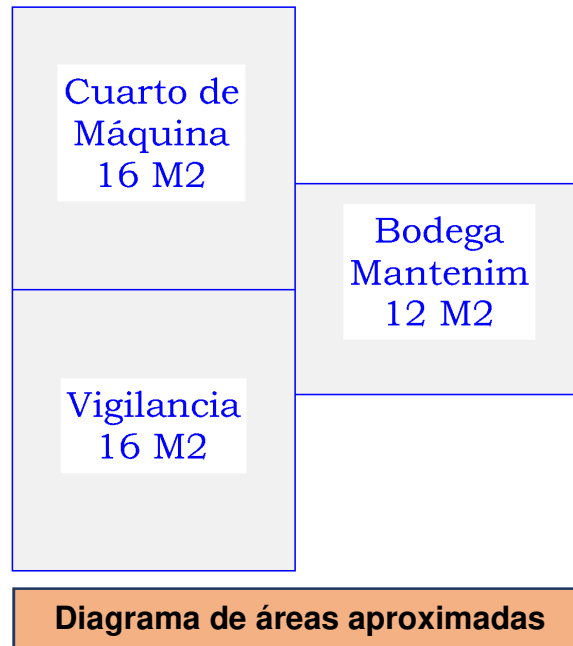 Cuarto de
Máquina
16 M2
Bodega
Mantenim
12 M2
Vigilancia
16 M2
Diagrama de áreas aproximadas